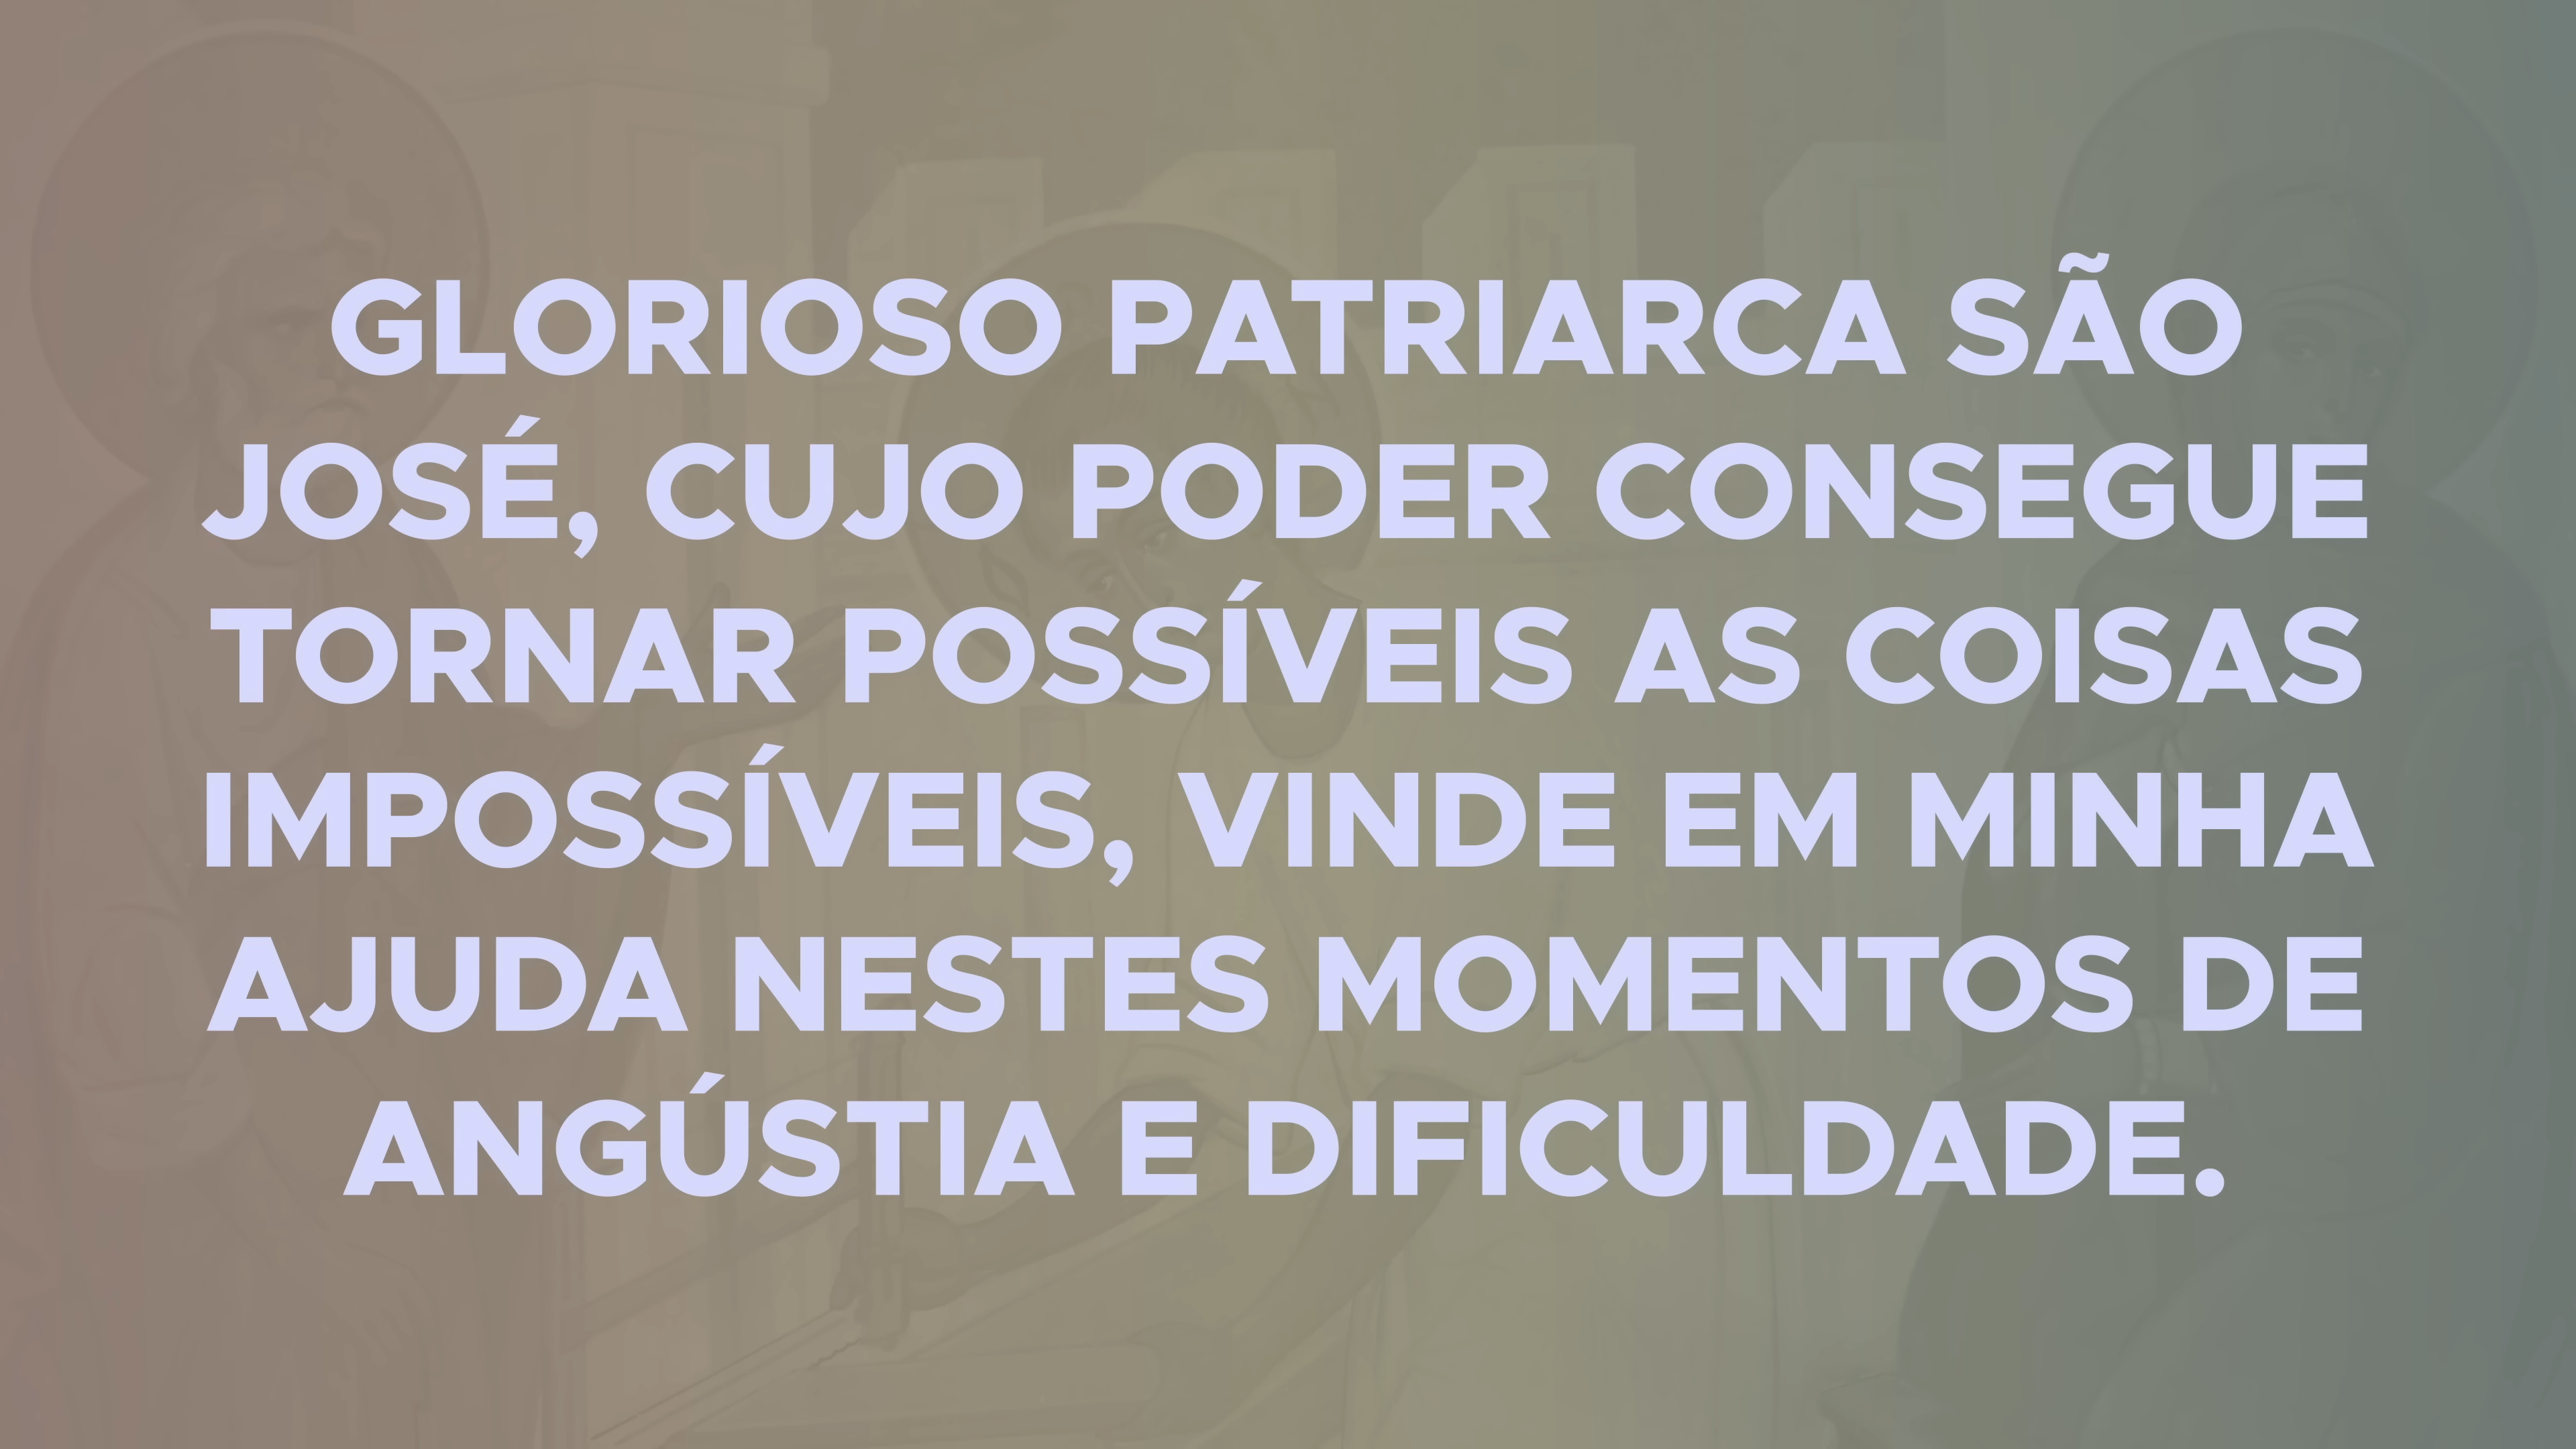 GLORIOSO PATRIARCA SÃO
JOSÉ, CUJO PODER CONSEGUE
TORNAR POSSÍVEIS AS COISAS
IMPOSSÍVEIS, VINDE EM MINHA
AJUDA NESTES MOMENTOS DE
ANGÚSTIA E DIFICULDADE.